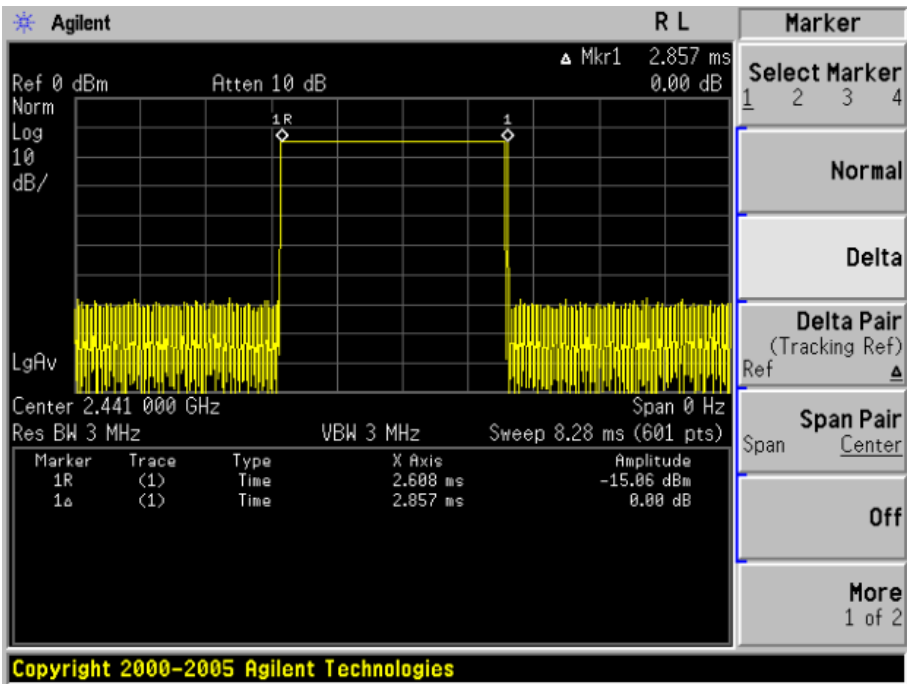 Agilent R L
Δ Mkr1 2.857 ms
Ref 0 dBm Atten 10 dB 0.00 dB
Norm
Log
10
dB/
1R 1
LgAv
Center 2.441 000 GHz Span 0 Hz
Res BW 3 MHz VBW 3 MHz Sweep 8.28 ms (601 pts)
Marker Trace Type X Axis Amplitude
1R (1) Time 2.608 ms -15.06 dBm
1Δ (1) Time 2.857 ms 0.00 dB
Copyright 2000-2005 Agilent Technologies
Marker
Select Marker
1 2 3 4
Normal
Delta
Delta Pair
(Tracking Ref)
Ref Δ
Span Pair
Span Center
Off
More
1 of 2